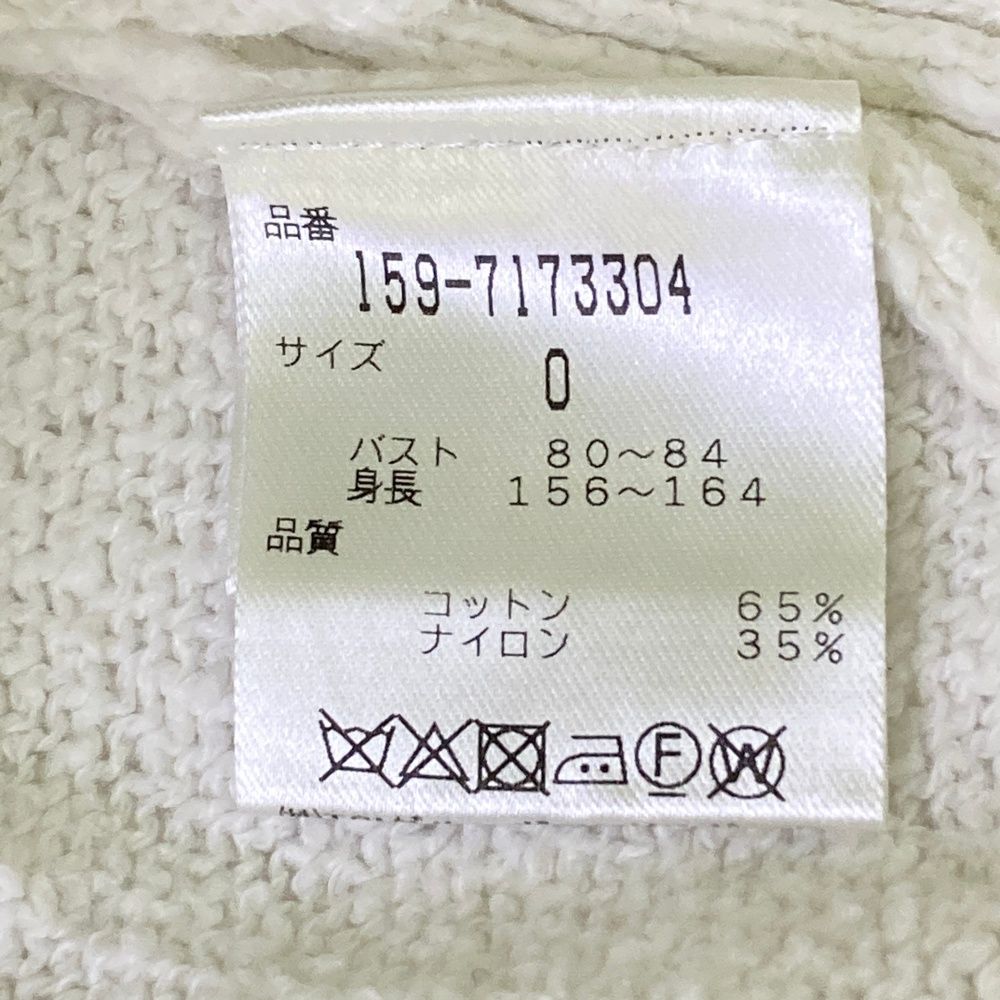 品番
159-7173304
サイズ
0
バスト 80～84
身長 156～164
品質
コットン 65%
ナイロン 35%
F W